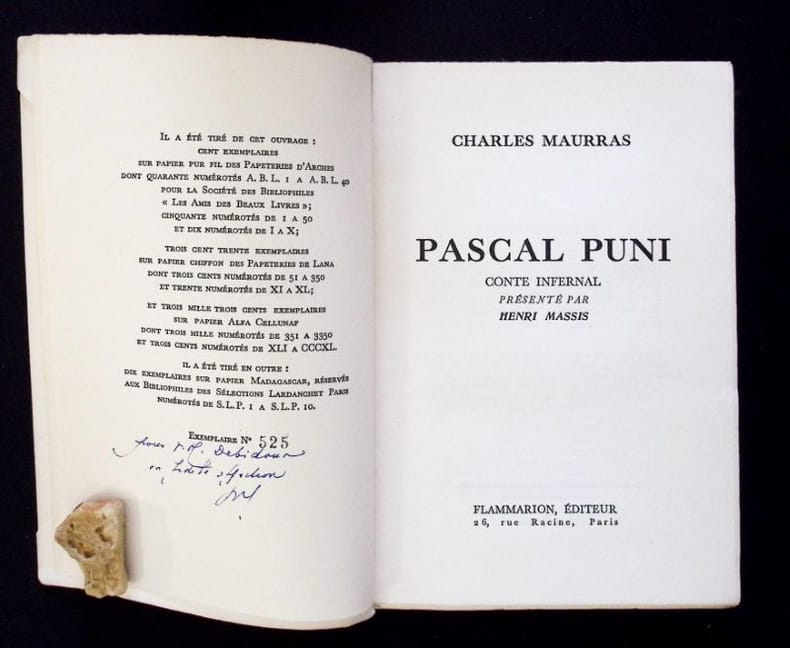 Il a été tiré de cet ouvrage :
cent exemplaires
sur papier pur fil des Papeteries d'Arches
dont quarante numérotés A. B. L. 1 a A. B. L. 40
pour la Société des Bibliophiles
« Les Amis des Beaux Livres »;
cinquante numérotés de 1 a 50
et dix numérotés de I a X;
trois cent trente exemplaires
sur papier chiffon des Papeteries de Lana
dont trois cents numérotés de 51 a 350
et trente numérotés de XI a XL;
et trois mille trois cents exemplaires
sur papier Alfa Cellunaf
dont trois mille numérotés de 351 a 3350
et trois cents numérotés de XLI a CCCXL.
Il a été tiré en outre :
dix exemplaires sur papier Madagascar, réservés
aux Bibliophiles des Sélections Lardanchet Paris
numérotés de S. L. P. 1 a S. L. P. 10.
Exemplaire N° 525
pour Debidour
en
CHARLES MAURRAS
PASCAL PUNI
CONTE INFERNAL
PRÉSENTÉ PAR
HENRI MASSIS
FLAMMARION, ÉDITEUR
26, rue Racine, Paris